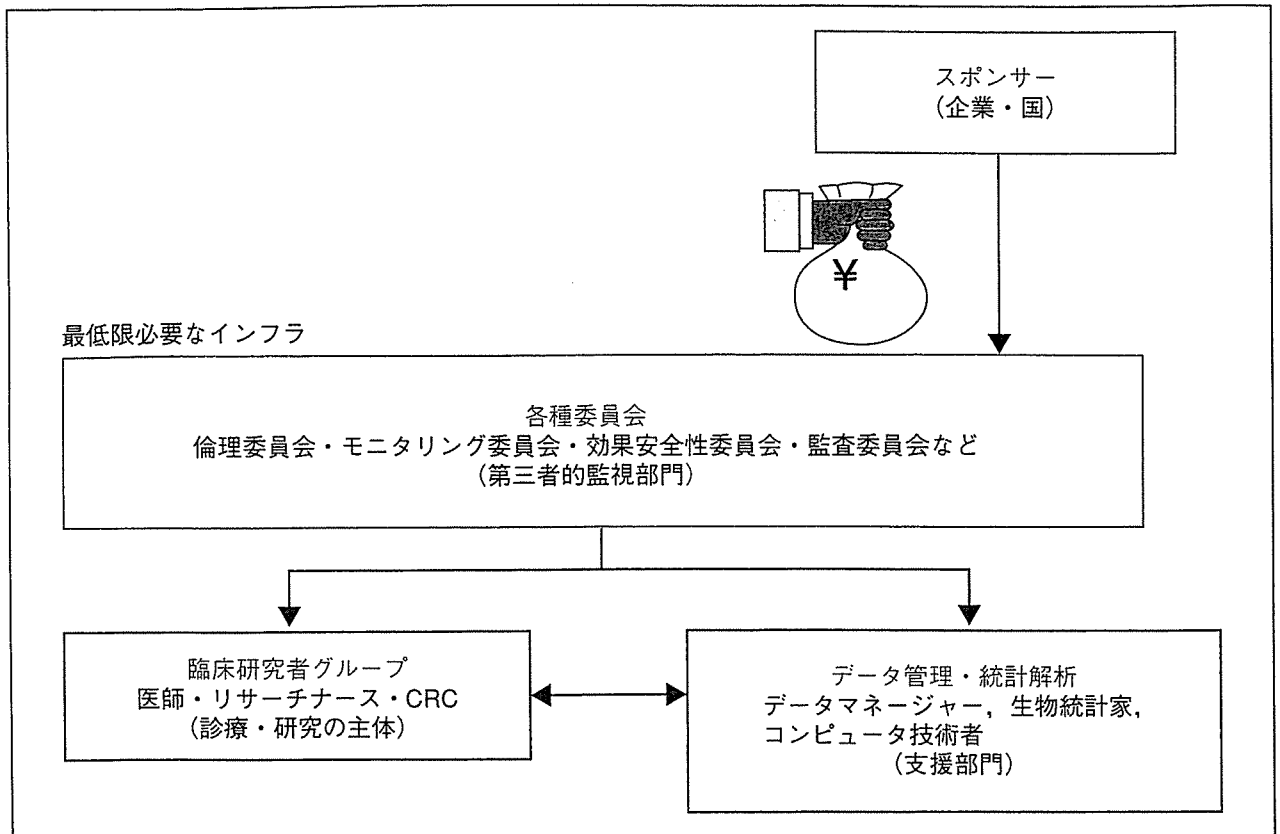 スポンサー
（企業・国）
¥
最低限必要なインフラ
各種委員会
倫理委員会・モニタリング委員会・効果安全性委員会・監査委員会など
（第三者的監視部門）
臨床研究者グループ
医師・リサーチナース・CRC
（診療・研究の主体）
データ管理・統計解析
データマネージャー，生物統計家，
コンピュータ技術者
（支援部門）